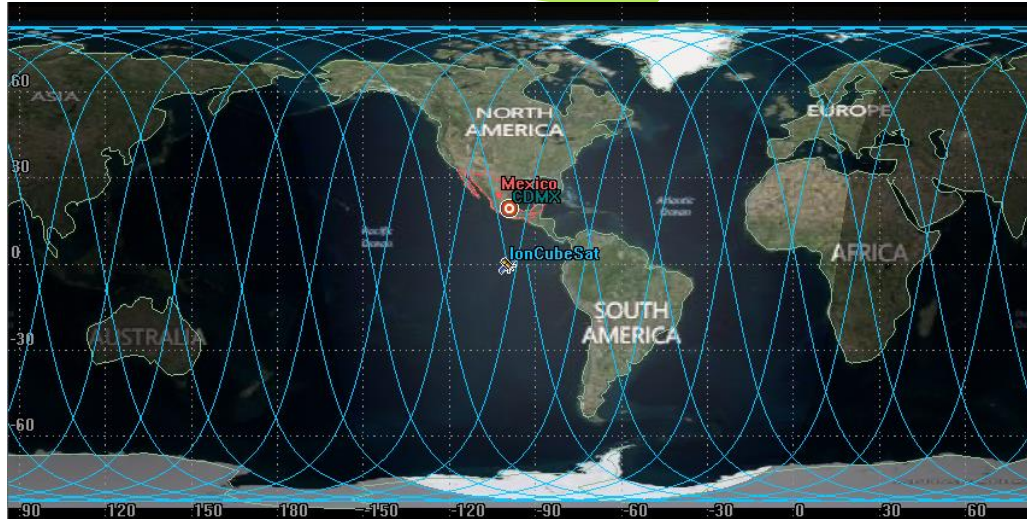 60
ASIA
NORTH
AMERICA
EUROPE
30
Mexico
CDMX
Atlantic
Ocean
Pacific
Ocean
0
IonCubeSat
AFRICA
SOUTH
AMERICA
AUSTRALIA
-30
-60
90
120
150
180
-150
-120
-90
-60
-30
0
30
60